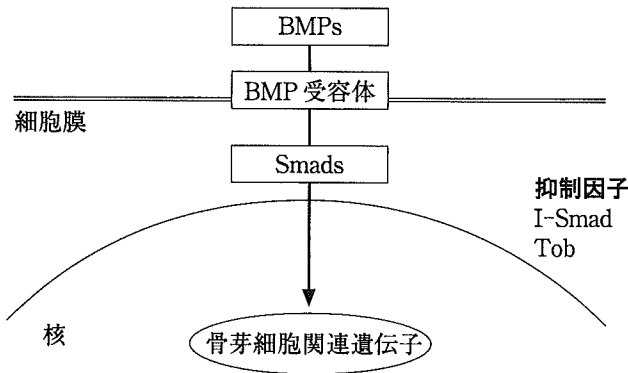 BMPs
BMP 受容体
細胞膜
Smads
抑制因子
I-Smad
Tob
核
骨芽細胞関連遺伝子